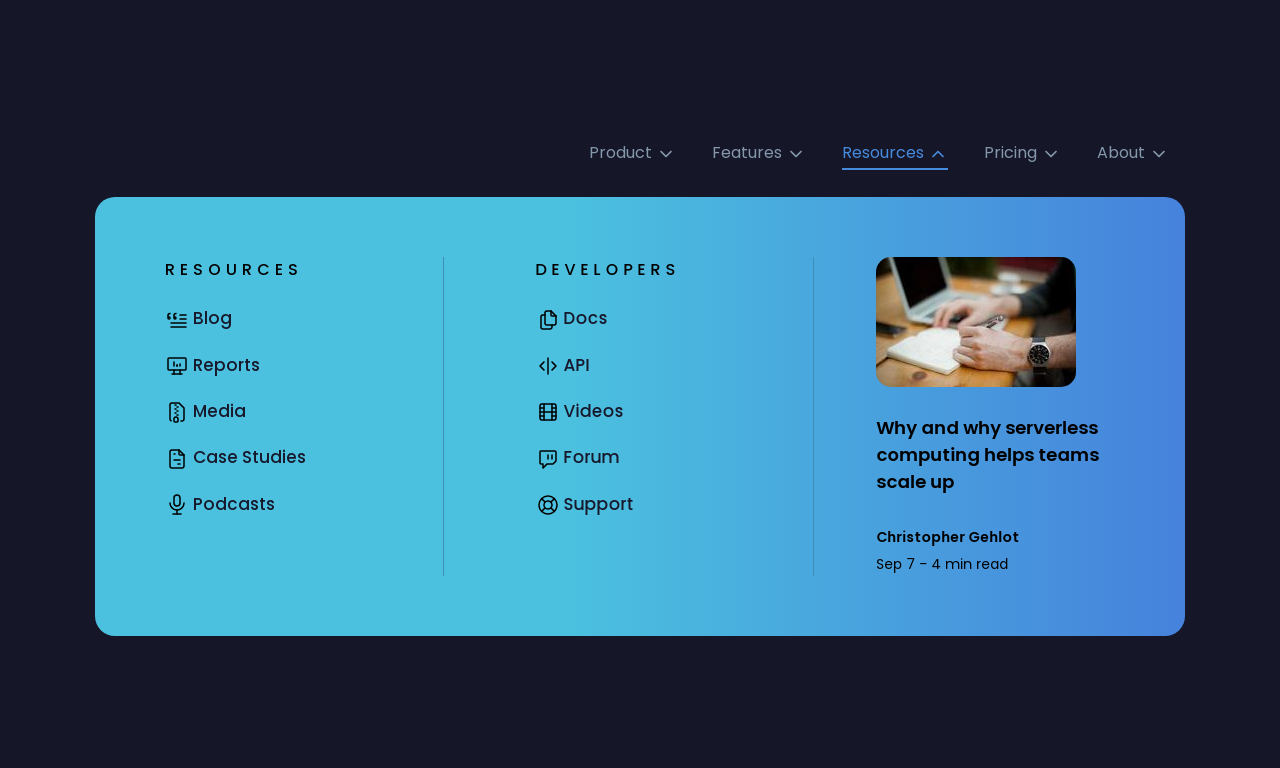 Product
Features
Resources
Pricing
About
RESOURCES
Blog
Reports
Media
Case Studies
Podcasts
DEVELOPERS
Docs
API
Videos
Forum
Support
Why and why serverless
computing helps teams
scale up
Christopher Gehlot
Sep 7 - 4 min read